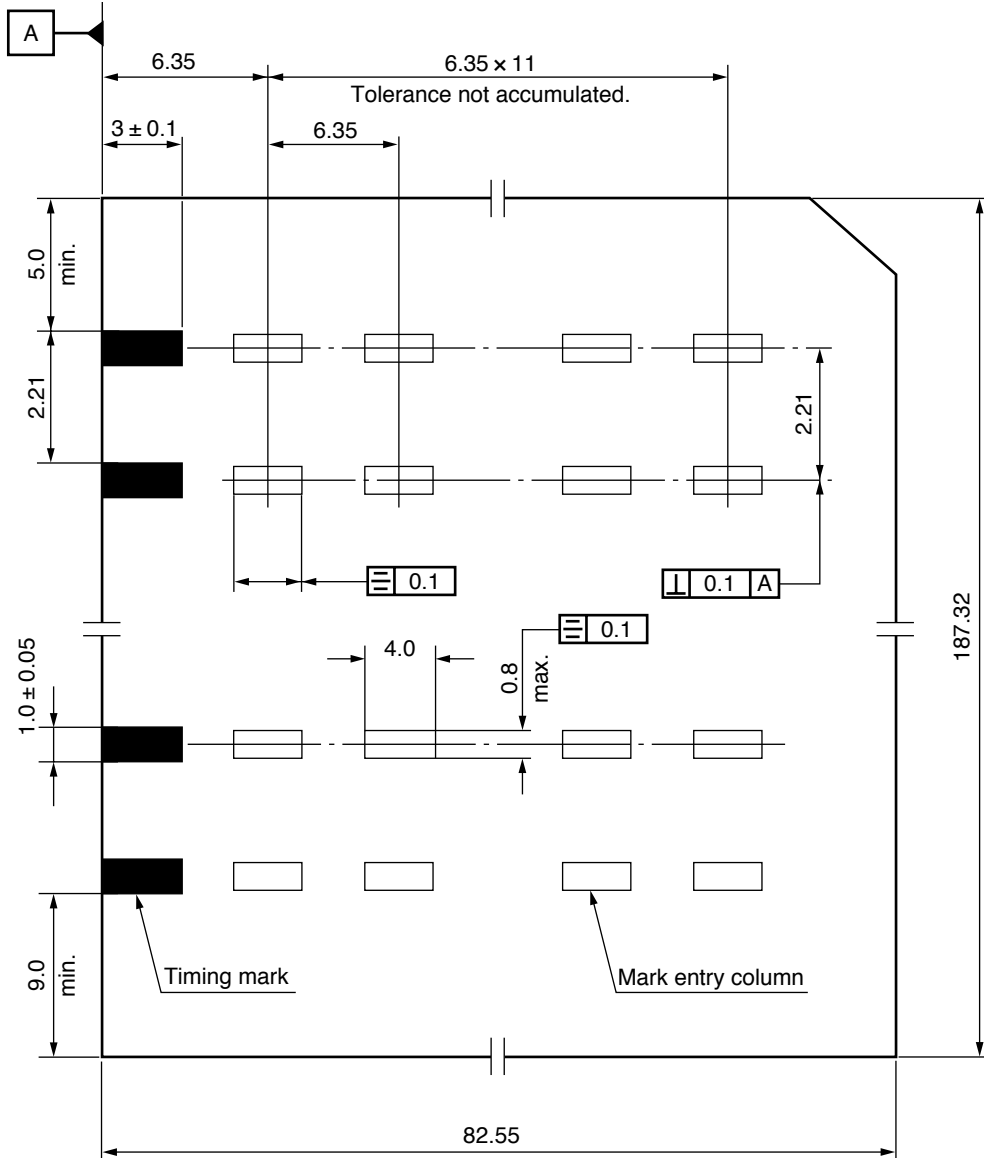 A
6.35
6.35 × 11
Tolerance not accumulated.
3 ± 0.1
6.35
5.0
min.
2.21
2.21
0.1
⊥ 0.1 A
0.1
187.32
1.0 ± 0.05
4.0
0.8
max.
9.0
min.
Timing mark
Mark entry column
82.55